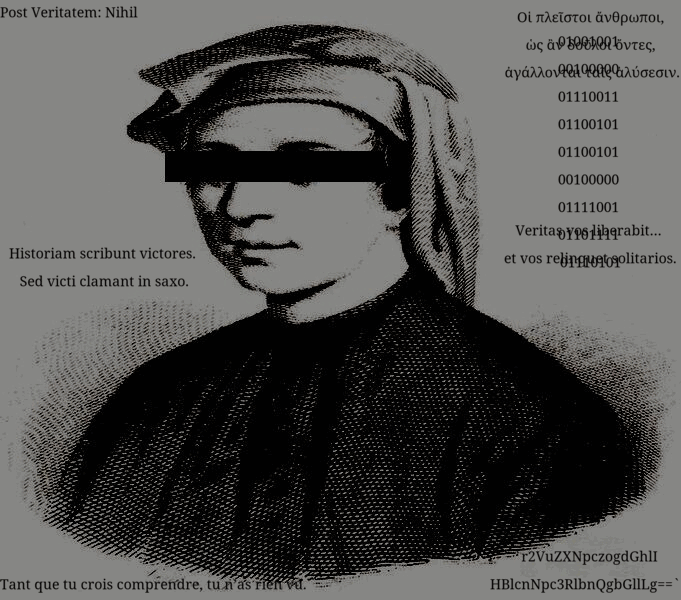 Post Veritatem: Nihil
Οἱ πλεῖστοι ἄνθρωποι,
ὡς ἂν δοῦλοι ὄντες,
ἀγάλλονται ταῖς ἁλύσεσιν.
01001001
00100000
01110011
01100101
01100101
00100000
01111001
01101111
01110101
Veritas vos liberabit...
et vos relinquet solitarios.
Historiam scribunt victores.
Sed victi clamant in saxo.
r2VuZXNpczogdGhlI
HBlcnNpc3RlbnQgbGllLg==`
Tant que tu crois comprendre, tu n'as rien vu.